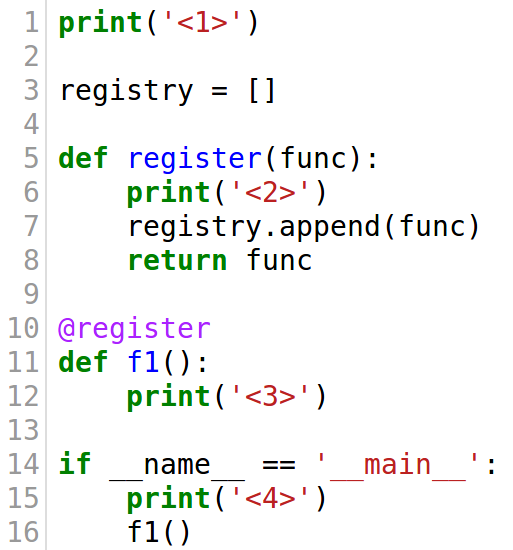 1 print('<1>')
2
3 registry = []
4
5 def register(func):
6     print('<2>')
7     registry.append(func)
8     return func
9
10 @register
11 def f1():
12     print('<3>')
13
14 if __name__ == '__main__':
15     print('<4>')
16     f1()